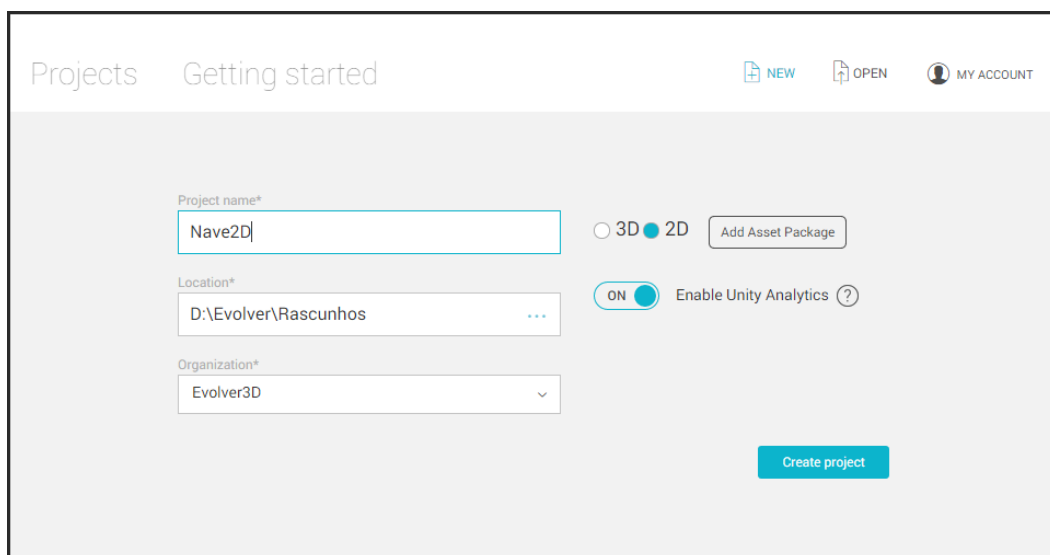 Projects Getting started NEW OPEN MY ACCOUNT
Project name*
Nave2D
3D 2D Add Asset Package
Location*
D:\Evolver\Rascunhos ...
ON Enable Unity Analytics ?
Organization*
Evolver3D
Create project